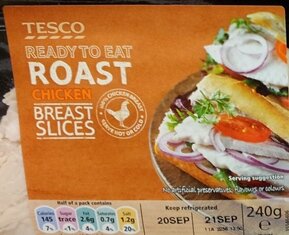 TESCO
READY TO EAT
ROAST
CHICKEN
BREAST
SLICES
100% CHICKEN BREAST
SERVE HOT OR COLD
Serving suggestion
No artificial preservatives, flavours or colours.
Half of a pack contains
Calories Sugar Fat Saturates Salt
145 trace 2.6g 0.7g 1.2g
7% <1% 4% 4% 20%
Keep refrigerated
20SEP 21SEP
240g